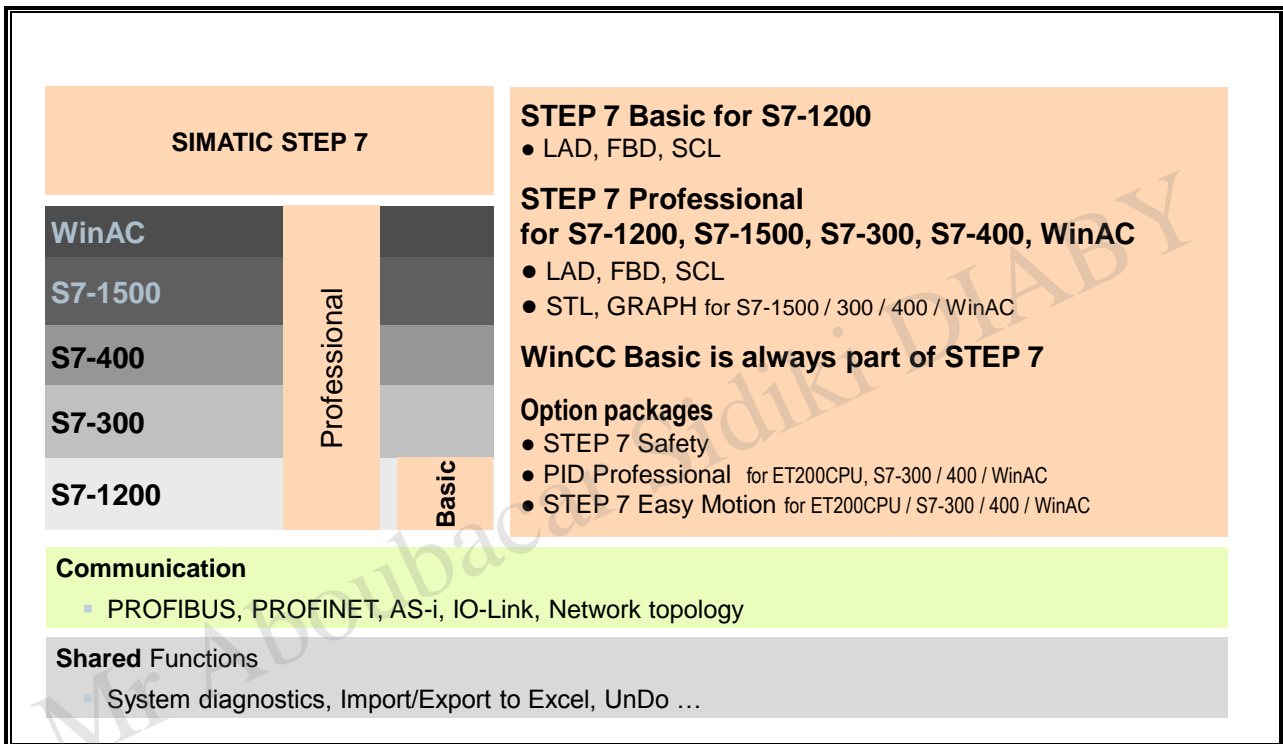 SIMATIC STEP 7
WinAC
S7-1500
S7-400
S7-300
S7-1200
Professional
Basic
STEP 7 Basic for S7-1200
● LAD, FBD, SCL
STEP 7 Professional
for S7-1200, S7-1500, S7-300, S7-400, WinAC
● LAD, FBD, SCL
● STL, GRAPH for S7-1500 / 300 / 400 / WinAC
WinCC Basic is always part of STEP 7
Option packages
● STEP 7 Safety
● PID Professional for ET200CPU, S7-300 / 400 / WinAC
● STEP 7 Easy Motion for ET200CPU / S7-300 / 400 / WinAC
Communication
▪ PROFIBUS, PROFINET, AS-i, IO-Link, Network topology
Shared Functions
▪ System diagnostics, Import/Export to Excel, UnDo …
Mr Aboubacar Sidiki DIABY